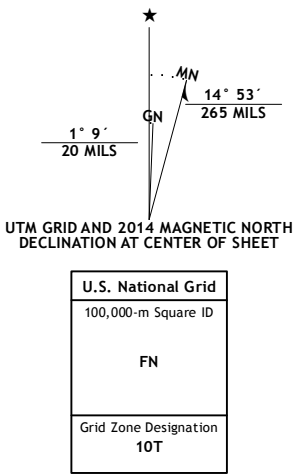 ★
MN
14° 53´
265 MILS
GN
1° 9´
20 MILS
UTM GRID AND 2014 MAGNETIC NORTH
DECLINATION AT CENTER OF SHEET
U.S. National Grid
100,000-m Square ID
FN
Grid Zone Designation
10T